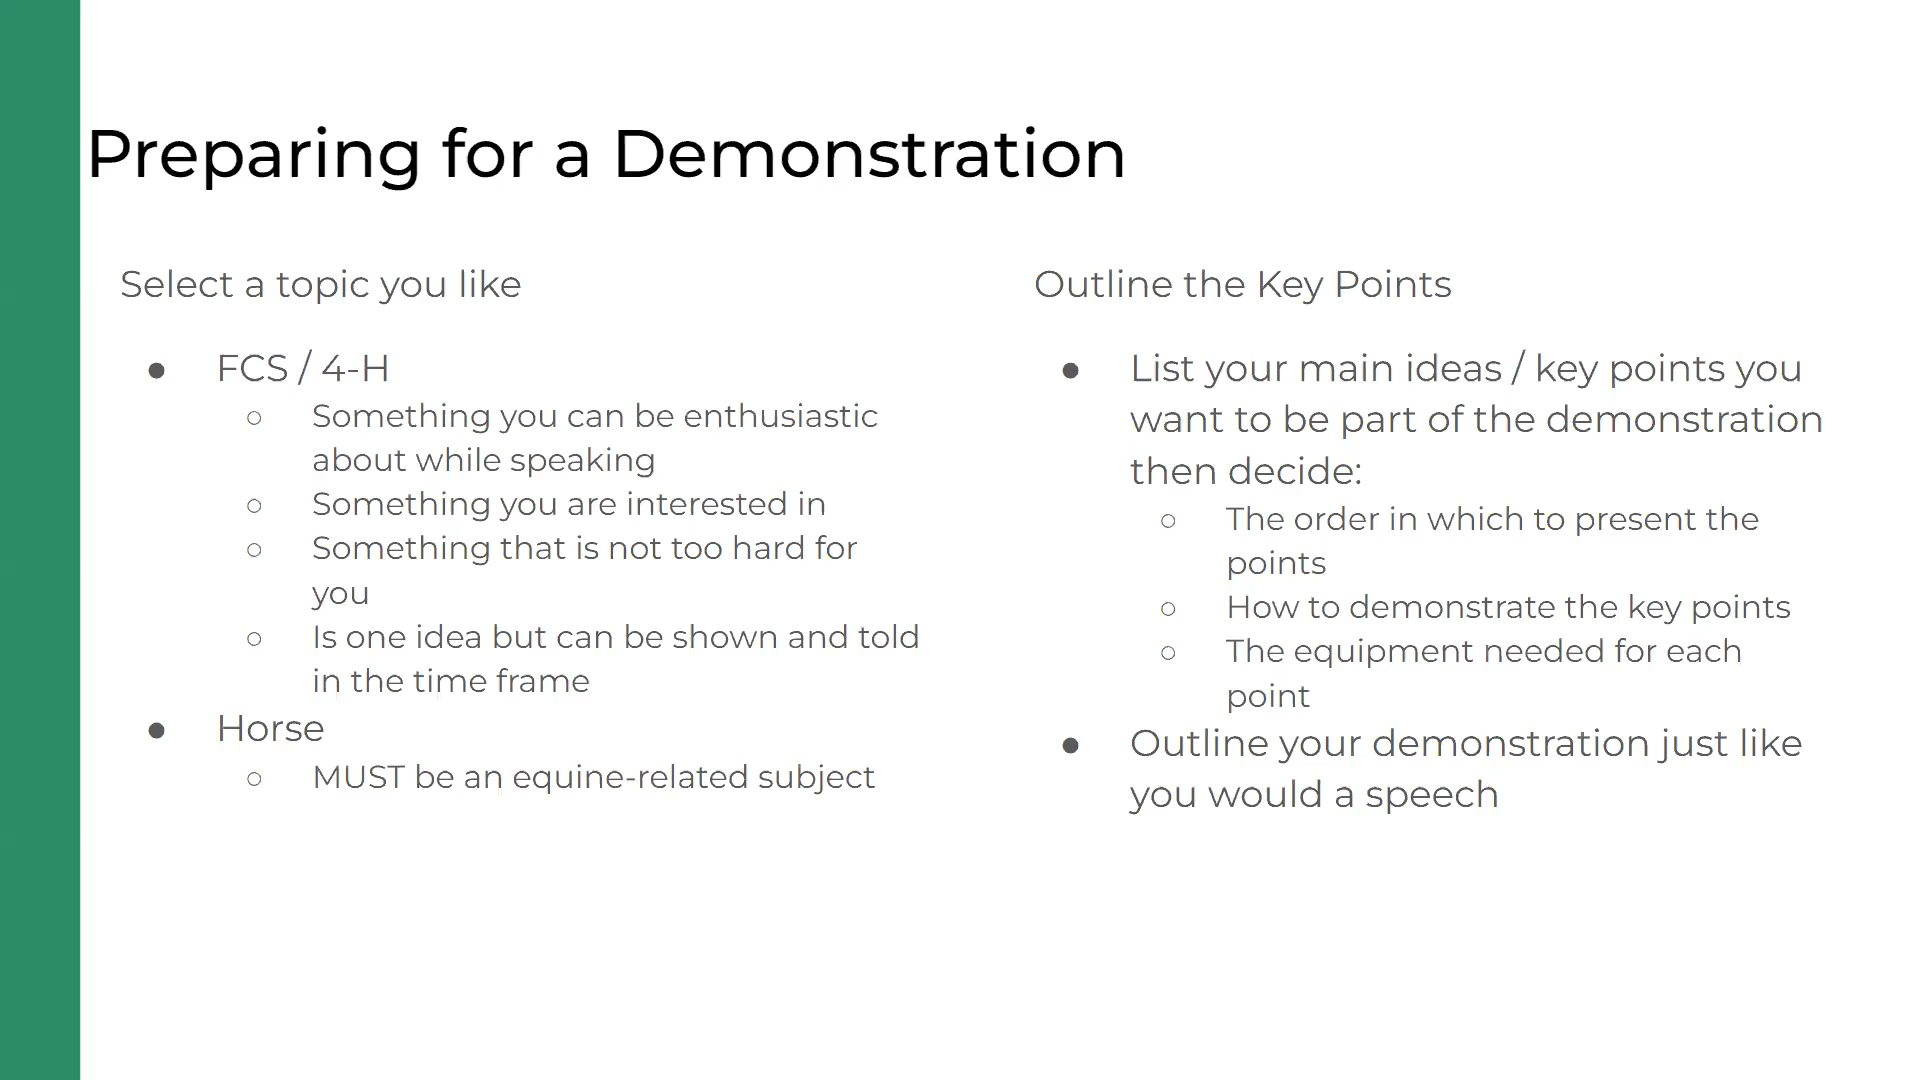 Preparing for a Demonstration
Select a topic you like
● FCS / 4-H
○ Something you can be enthusiastic
about while speaking
○ Something you are interested in
○ Something that is not too hard for
you
○ Is one idea but can be shown and told
in the time frame
● Horse
○ MUST be an equine-related subject
Outline the Key Points
● List your main ideas / key points you
want to be part of the demonstration
then decide:
○ The order in which to present the
points
○ How to demonstrate the key points
○ The equipment needed for each
point
● Outline your demonstration just like
you would a speech